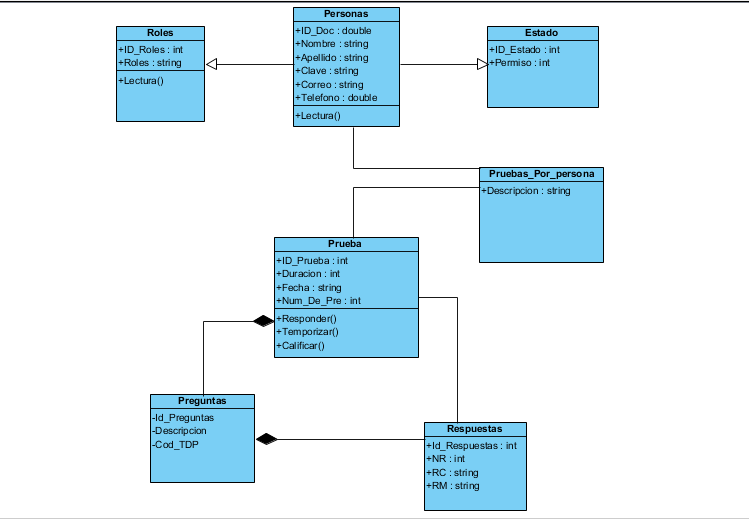 Roles
+ID_Roles : int
+Roles : string
+Lectura()
Personas
+ID_Doc : double
+Nombre : string
+Apellido : string
+Clave : string
+Correo : string
+Telefono : double
+Lectura()
Estado
+ID_Estado : int
+Permiso : int
Pruebas_Por_persona
+Descripcion : string
Prueba
+ID_Prueba : int
+Duracion : int
+Fecha : string
+Num_De_Pre : int
+Responder()
+Temporizar()
+Calificar()
Preguntas
-Id_Preguntas
-Descripcion
-Cod_TDP
Respuestas
+Id_Respuestas : int
+NR : int
+RC : string
+RM : string